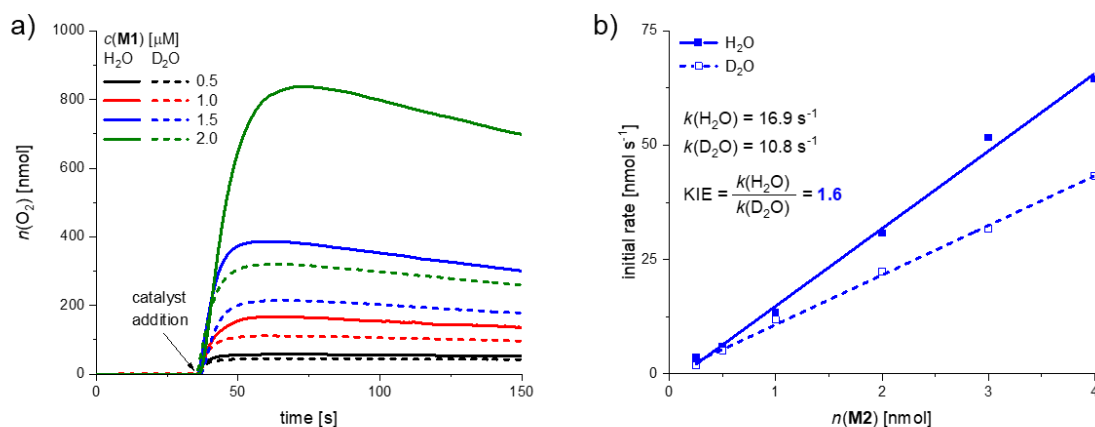 a)
c(M1) [μM]
H₂O D₂O
0.5
1.0
1.5
2.0
catalyst
addition
n(O₂) [nmol]
1000
800
600
400
200
0
0 50 100 150
time [s]
b)
H₂O
D₂O
k(H₂O) = 16.9 s⁻¹
k(D₂O) = 10.8 s⁻¹
KIE = k(H₂O) / k(D₂O) = 1.6
initial rate [nmol s⁻¹]
75
50
25
0
0 1 2 3 4
n(M2) [nmol]